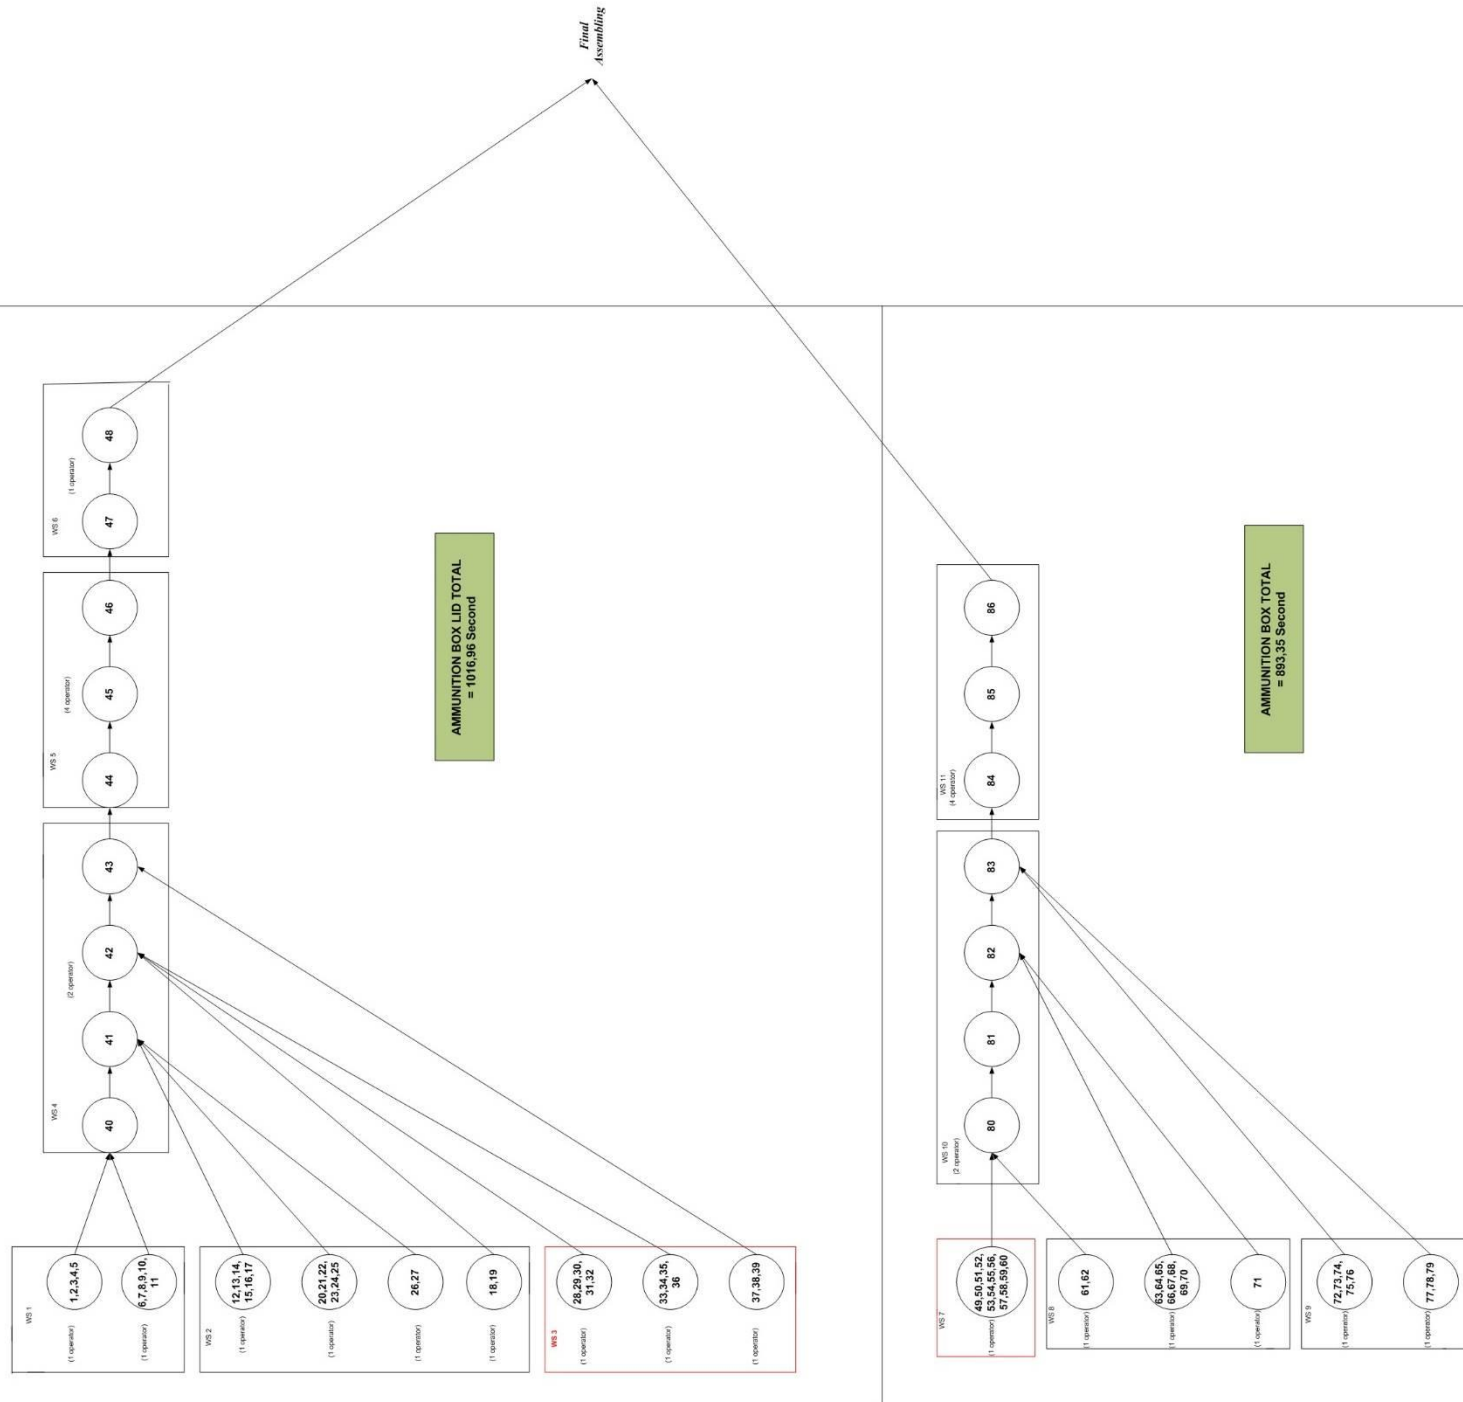 Final
Assembling
WS 6
(1 operator)
47
48
WS 5
(4 operator)
44
45
46
WS 4
(2 operator)
40
41
42
43
WS 1
(1 operator)
1,2,3,4,5
(1 operator)
6,7,8,9,10,
11
WS 2
(1 operator)
12,13,14,
15,16,17
(1 operator)
20,21,22
23,24,25
(1 operator)
26,27
(1 operator)
18,19
WS 3
(1 operator)
28,29,30,
31,32
(1 operator)
33,34,35,
36
(1 operator)
37,38,39
AMMUNITION BOX LID TOTAL
= 1016,96 Second
WS 11
(4 operator)
84
85
86
WS 10
(2 operator)
80
81
82
83
WS 7
(1 operator)
49,50,51,52,
53,54,55,56,
57,58,59,60
WS 8
(1 operator)
61,62
(1 operator)
63,64,65,
66,67,68,
69,70
(1 operator)
71
WS 9
(1 operator)
72,73,74,
75,76
(1 operator)
77,78,79
AMMUNITION BOX TOTAL
= 893,35 Second